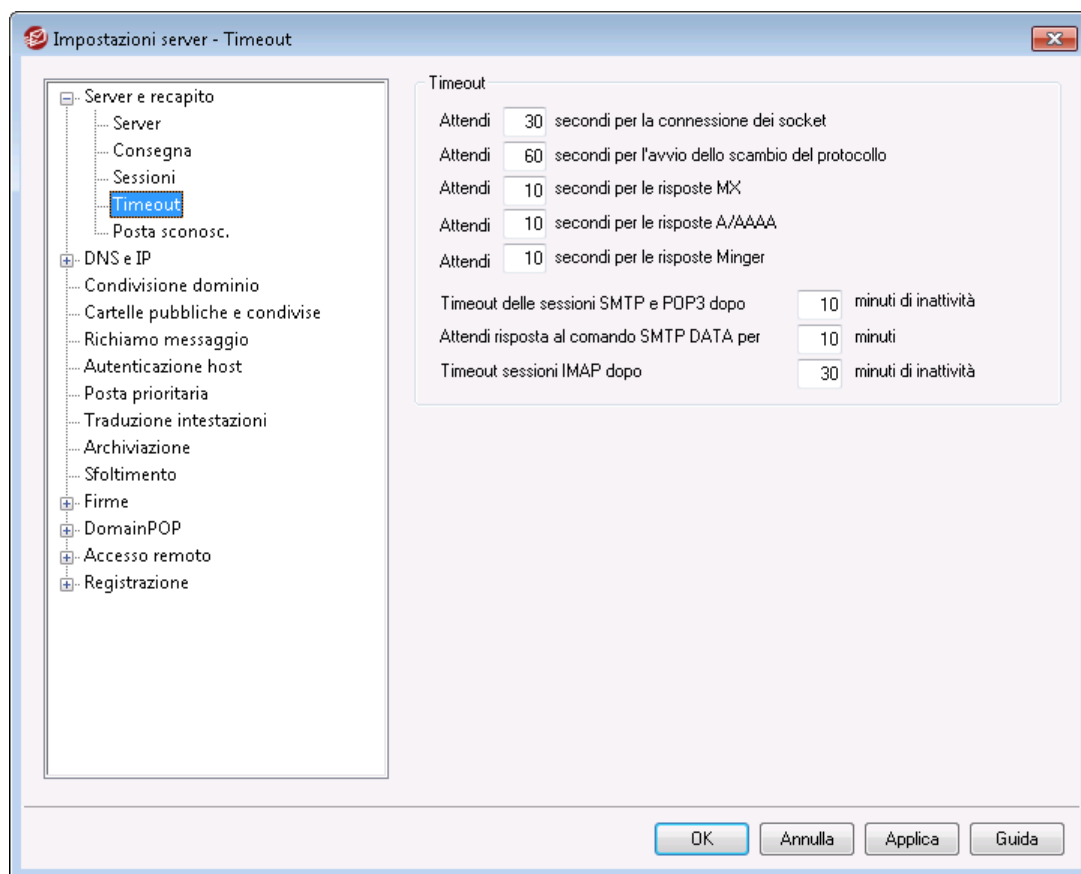 Impostazioni server - Timeout
Server e recapito
Server
Consegna
Sessioni
Timeout
Posta sconosc.
DNS e IP
Condivisione dominio
Cartelle pubbliche e condivise
Richiamo messaggio
Autenticazione host
Posta prioritaria
Traduzione intestazioni
Archiviazione
Sfoltimento
Firme
DomainPOP
Accesso remoto
Registrazione
Timeout
Attendi 30 secondi per la connessione dei socket
Attendi 60 secondi per l'avvio dello scambio del protocollo
Attendi 10 secondi per le risposte MX
Attendi 10 secondi per le risposte A/AAAA
Attendi 10 secondi per le risposte Minger
Timeout delle sessioni SMTP e POP3 dopo 10 minuti di inattività
Attendi risposta al comando SMTP DATA per 10 minuti
Timeout sessioni IMAP dopo 30 minuti di inattività
OK Annulla Applica Guida